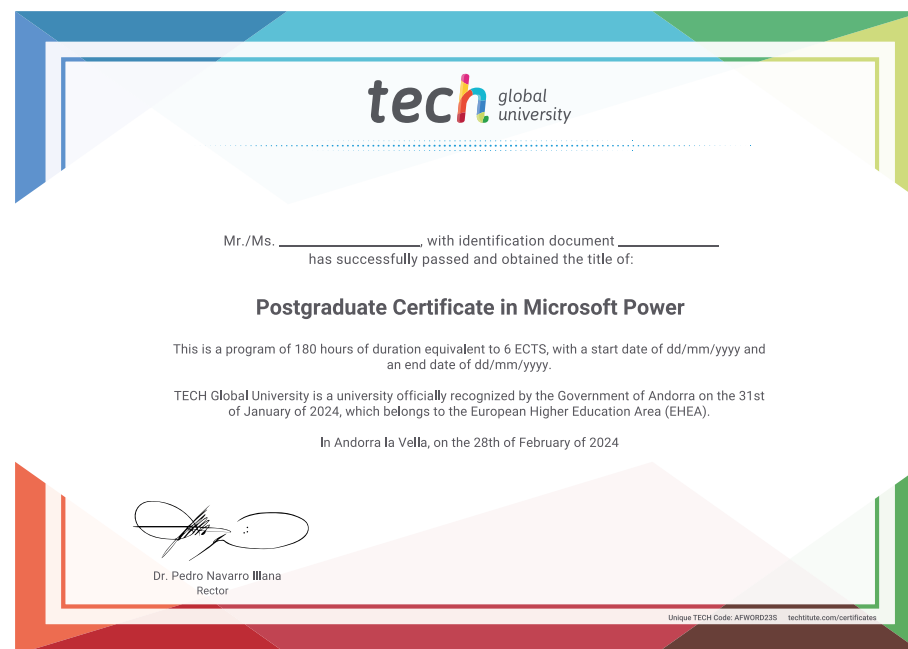 tech global university
Mr./Ms. ____________________, with identification document ______________
has successfully passed and obtained the title of:
Postgraduate Certificate in Microsoft Power
This is a program of 180 hours of duration equivalent to 6 ECTS, with a start date of dd/mm/yyyy and
an end date of dd/mm/yyyy.
TECH Global University is a university officially recognized by the Government of Andorra on the 31st
of January of 2024, which belongs to the European Higher Education Area (EHEA).
In Andorra la Vella, on the 28th of February of 2024
Dr. Pedro Navarro Illana
Rector
Unique TECH Code: AFWORD23S techtitute.com/certificates